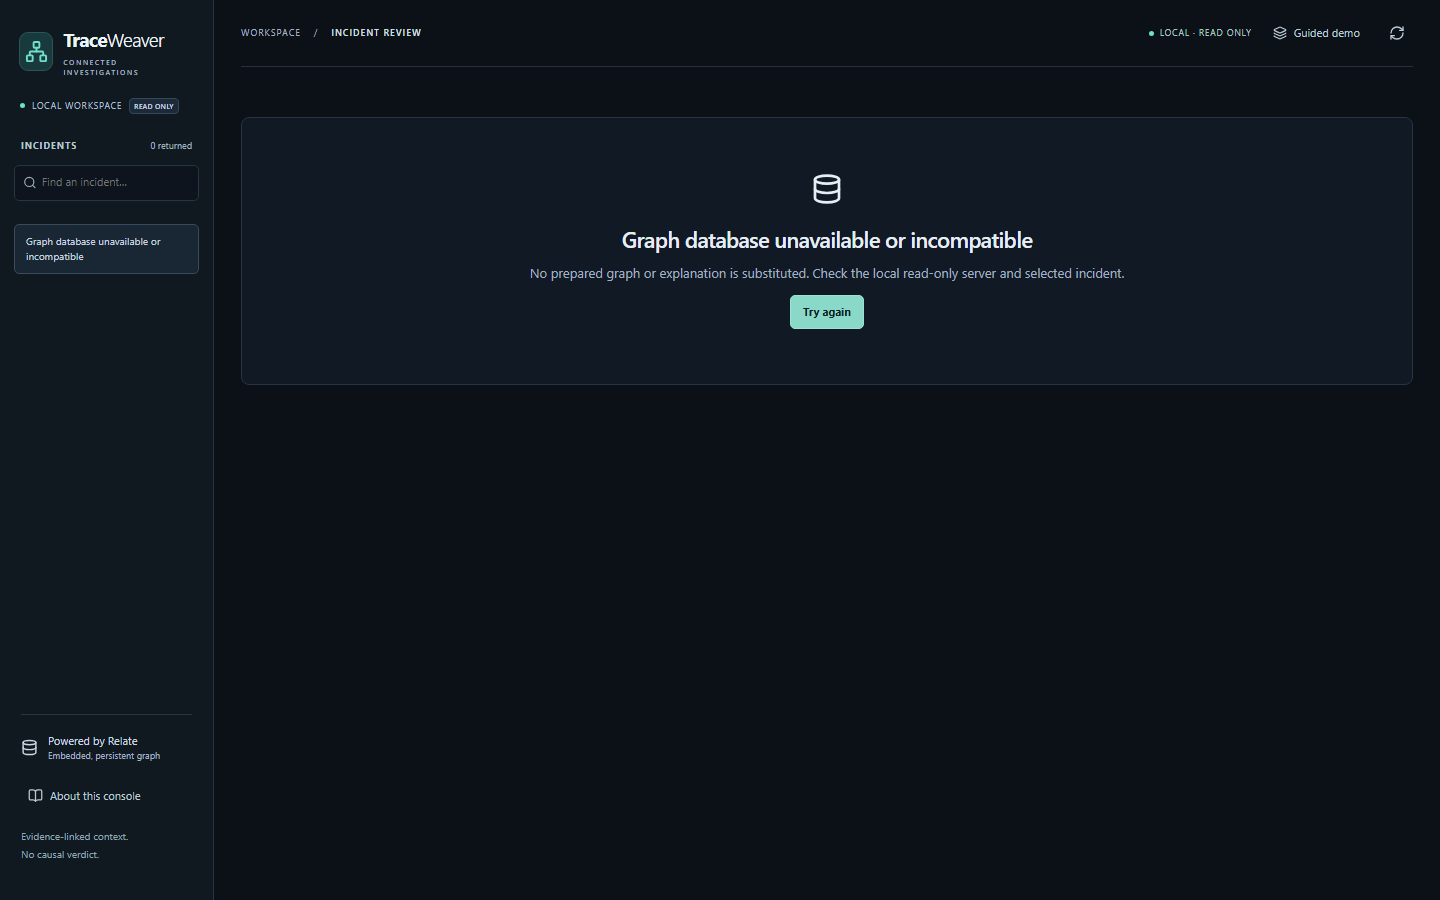 TraceWeaver
CONNECTED
INVESTIGATIONS
LOCAL WORKSPACE READ ONLY
INCIDENTS 0 returned
Find an incident...
Graph database unavailable or
incompatible
Powered by Relate
Embedded, persistent graph
About this console
Evidence-linked context.
No causal verdict.
WORKSPACE / INCIDENT REVIEW
LOCAL · READ ONLY Guided demo
Graph database unavailable or incompatible
No prepared graph or explanation is substituted. Check the local read-only server and selected incident.
Try again